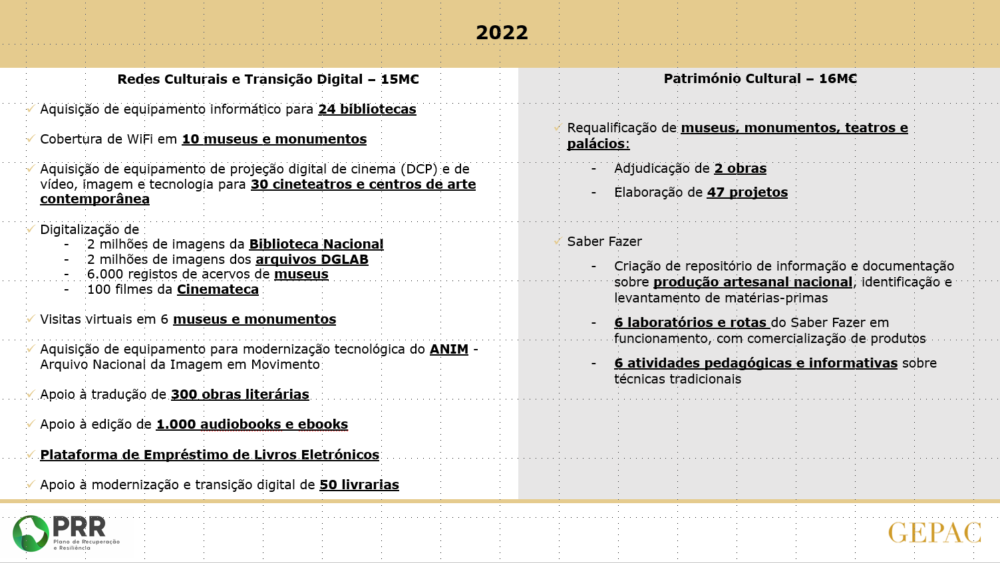 2022
Redes Culturais e Transição Digital – 15M€
Aquisição de equipamento informático para 24 bibliotecas
Cobertura de WiFi em 10 museus e monumentos
Aquisição de equipamento de projeção digital de cinema (DCP) e de
vídeo, imagem e tecnologia para 30 cineteatros e centros de arte
contemporânea
Digitalização de
- 2 milhões de imagens da Biblioteca Nacional
- 2 milhões de imagens dos arquivos DGLAB
- 6.000 registos de acervos de museus
- 100 filmes da Cinemateca
Visitas virtuais em 6 museus e monumentos
Aquisição de equipamento para modernização tecnológica do ANIM -
Arquivo Nacional da Imagem em Movimento
Apoio à tradução de 300 obras literárias
Apoio à edição de 1.000 audiobooks e ebooks
Plataforma de Empréstimo de Livros Eletrónicos
Apoio à modernização e transição digital de 50 livrarias
Património Cultural – 16M€
Requalificação de museus, monumentos, teatros e
palácios:
- Adjudicação de 2 obras
- Elaboração de 47 projetos
Saber Fazer
- Criação de repositório de informação e documentação
sobre produção artesanal nacional, identificação e
levantamento de matérias-primas
- 6 laboratórios e rotas do Saber Fazer em
funcionamento, com comercialização de produtos
- 6 atividades pedagógicas e informativas sobre
técnicas tradicionais
PRR
Plano de Recuperação
e Resiliência
GEPAC